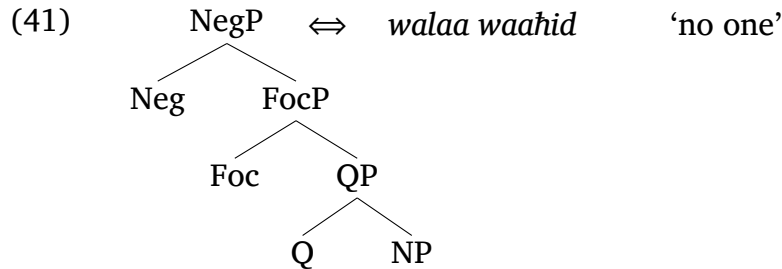 (41) NegP ⇔ walaa waaħid ‘no one’
Neg FocP
Foc QP
Q NP